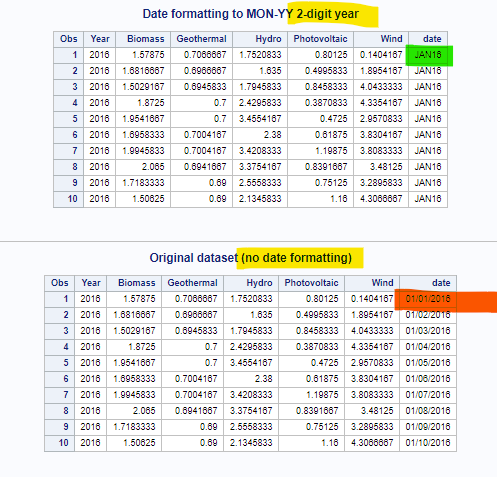 Date formatting to MON-YY 2-digit year
Obs Year Biomass Geothermal Hydro Photovoltaic Wind date
1 2016 1.57875 0.7066667 1.7520833 0.80125 0.1404167 JAN16
2 2016 1.6816667 0.6966667 1.635 0.4995833 1.8954167 JAN16
3 2016 1.5029167 0.6945833 1.7945833 0.8458333 4.0433333 JAN16
4 2016 1.8725 0.7 2.4295833 0.3870833 4.3354167 JAN16
5 2016 1.9541667 0.7 3.4554167 0.4725 2.9570833 JAN16
6 2016 1.6958333 0.7004167 2.38 0.61875 3.8304167 JAN16
7 2016 1.9945833 0.7004167 3.4208333 1.19875 3.8083333 JAN16
8 2016 2.065 0.6941667 3.3754167 0.8391667 3.48125 JAN16
9 2016 1.7183333 0.69 2.5558333 0.75125 3.2895833 JAN16
10 2016 1.50625 0.69 2.1345833 1.16 4.3066667 JAN16
Original dataset (no date formatting)
Obs Year Biomass Geothermal Hydro Photovoltaic Wind date
1 2016 1.57875 0.7066667 1.7520833 0.80125 0.1404167 01/01/2016
2 2016 1.6816667 0.6966667 1.635 0.4995833 1.8954167 01/02/2016
3 2016 1.5029167 0.6945833 1.7945833 0.8458333 4.0433333 01/03/2016
4 2016 1.8725 0.7 2.4295833 0.3870833 4.3354167 01/04/2016
5 2016 1.9541667 0.7 3.4554167 0.4725 2.9570833 01/05/2016
6 2016 1.6958333 0.7004167 2.38 0.61875 3.8304167 01/06/2016
7 2016 1.9945833 0.7004167 3.4208333 1.19875 3.8083333 01/07/2016
8 2016 2.065 0.6941667 3.3754167 0.8391667 3.48125 01/08/2016
9 2016 1.7183333 0.69 2.5558333 0.75125 3.2895833 01/09/2016
10 2016 1.50625 0.69 2.1345833 1.16 4.3066667 01/10/2016